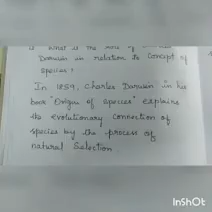 what is the role of
Darwin in relation to concept of
Species?
In 1859, Charles Darwin in his
book "Origin of Species" explains
the evolutionary connection of
species by the process of
natural Selection
InShOt